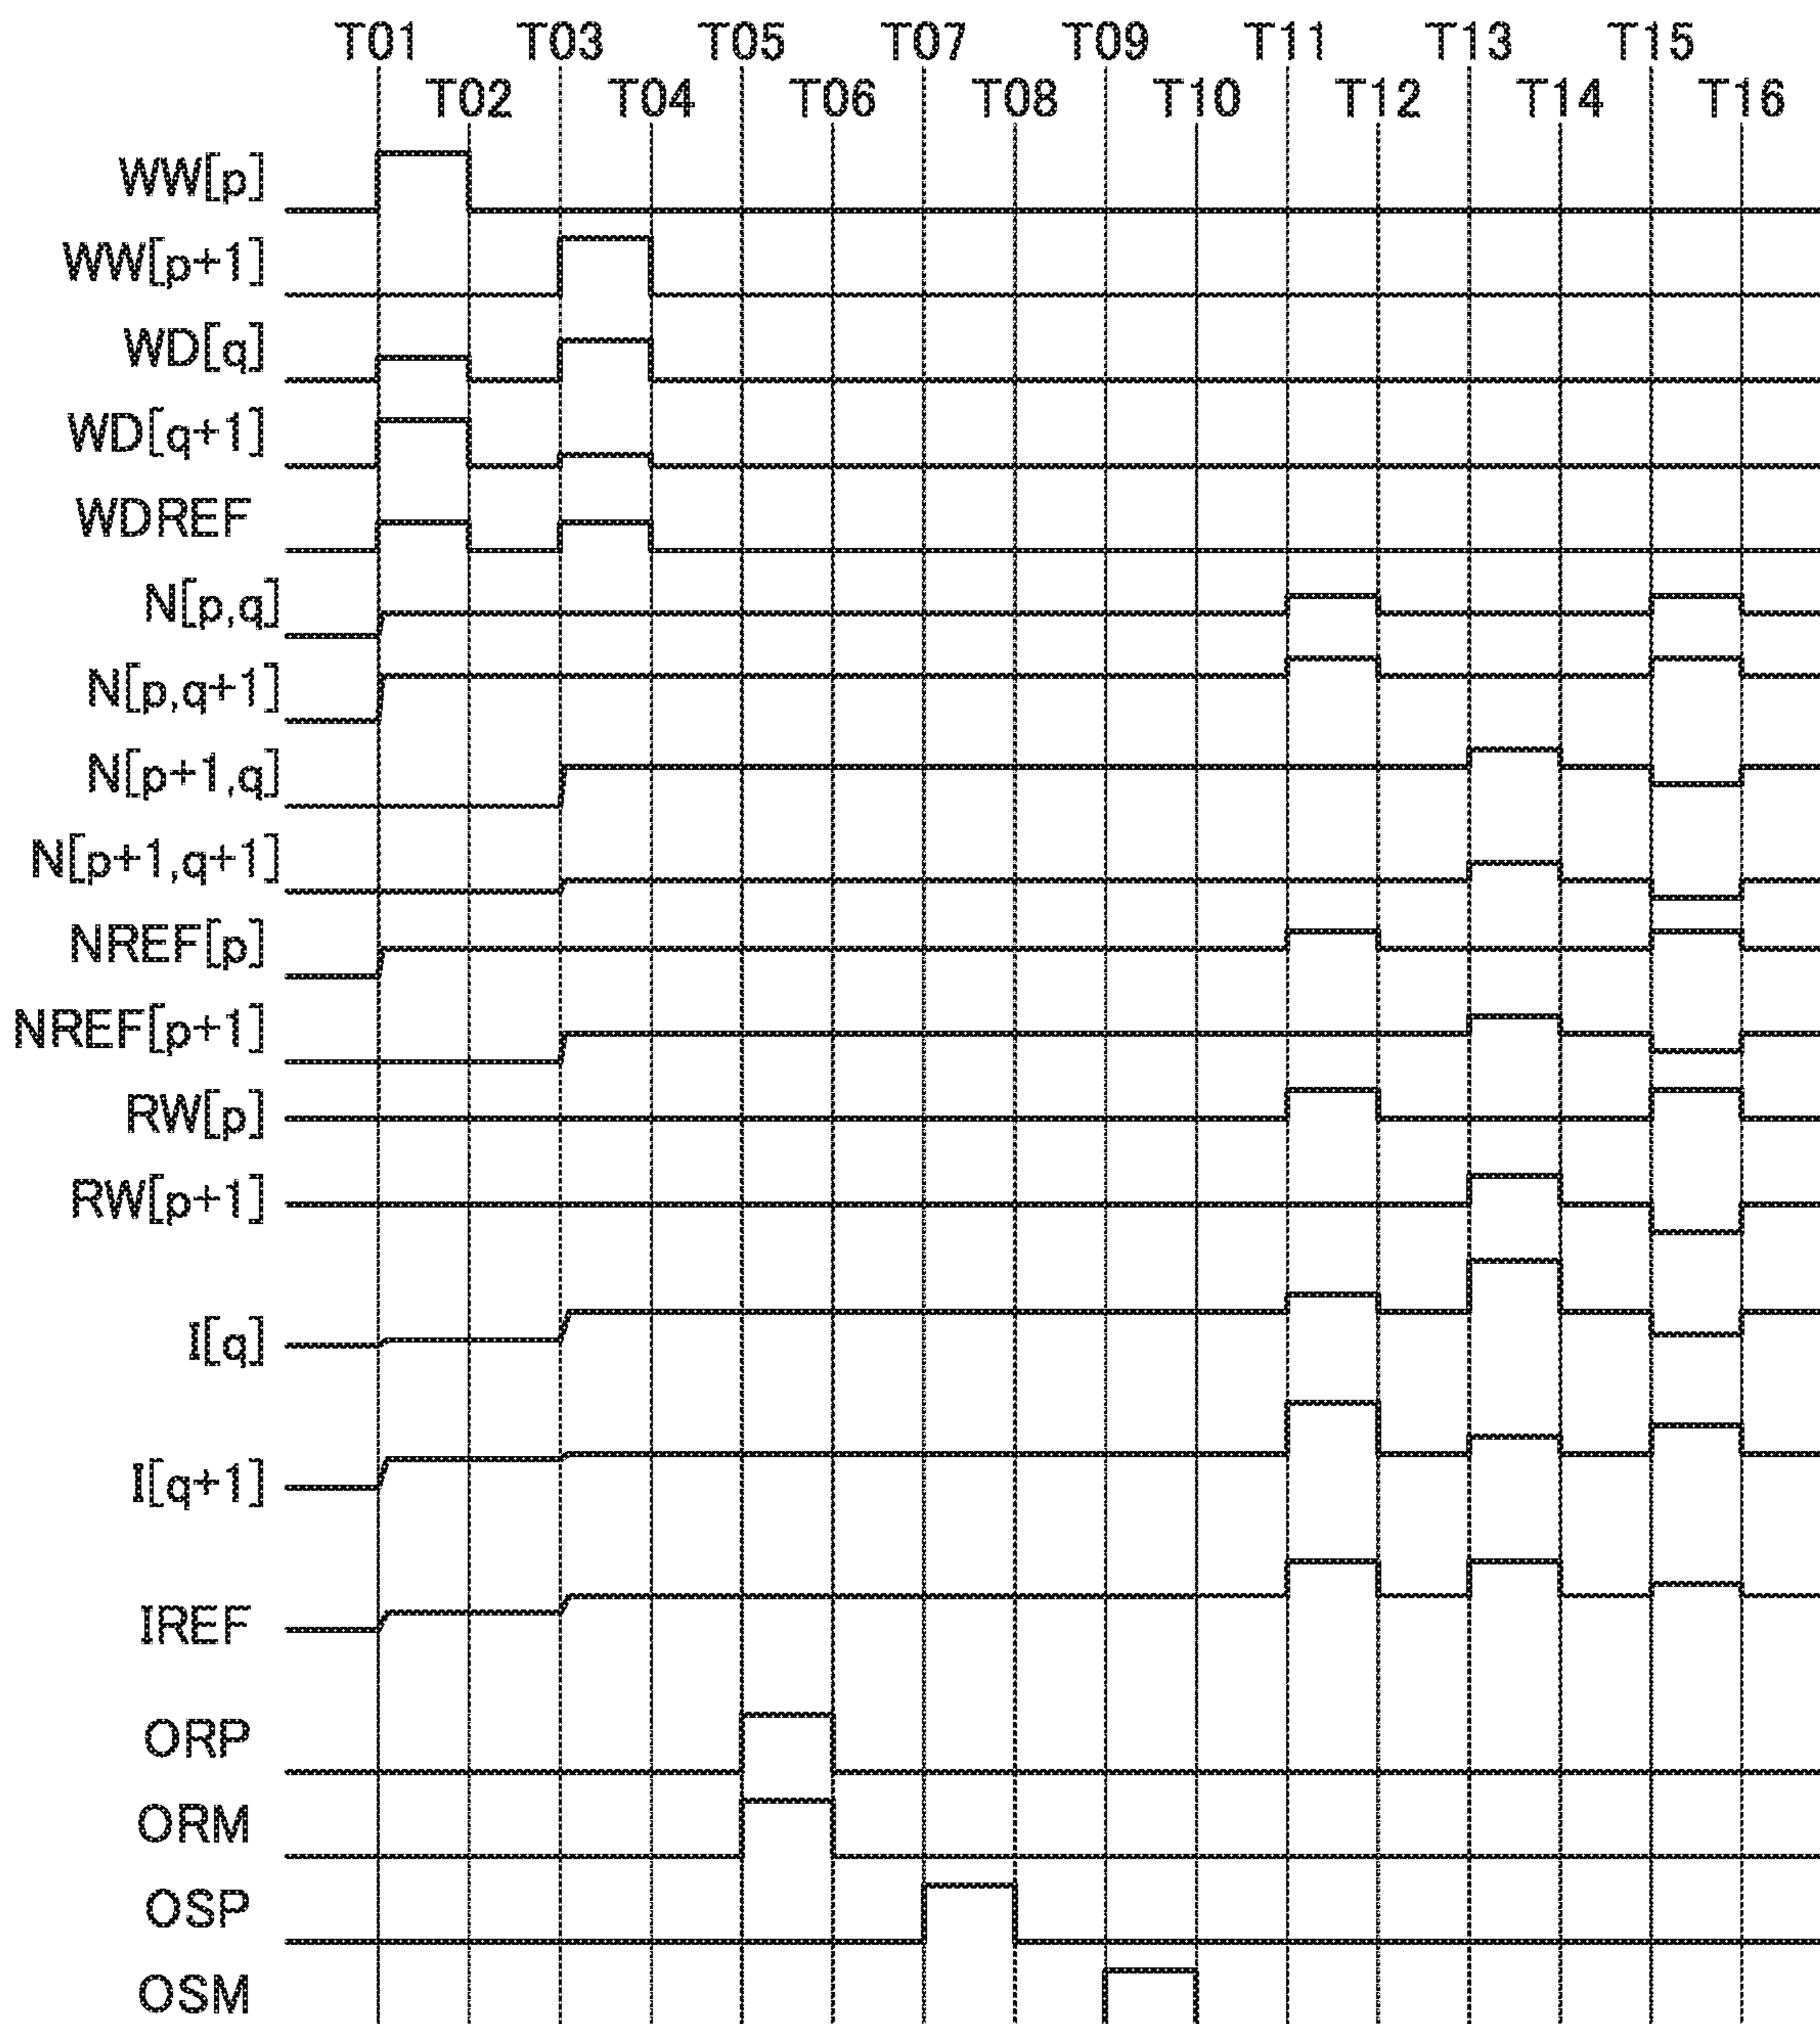 T01 T03 T05 T07 T09 T11 T13 T15
T02 T04 T06 T08 T10 T12 T14 T16
WW[p]
WW[p+1]
WD[q]
WD[q+1]
WDREF
N[p,q]
N[p,q+1]
N[p+1,q]
N[p+1,q+1]
NREF[p]
NREF[p+1]
RW[p]
RW[p+1]
I[q]
I[q+1]
IREF
ORP
ORM
OSP
OSM